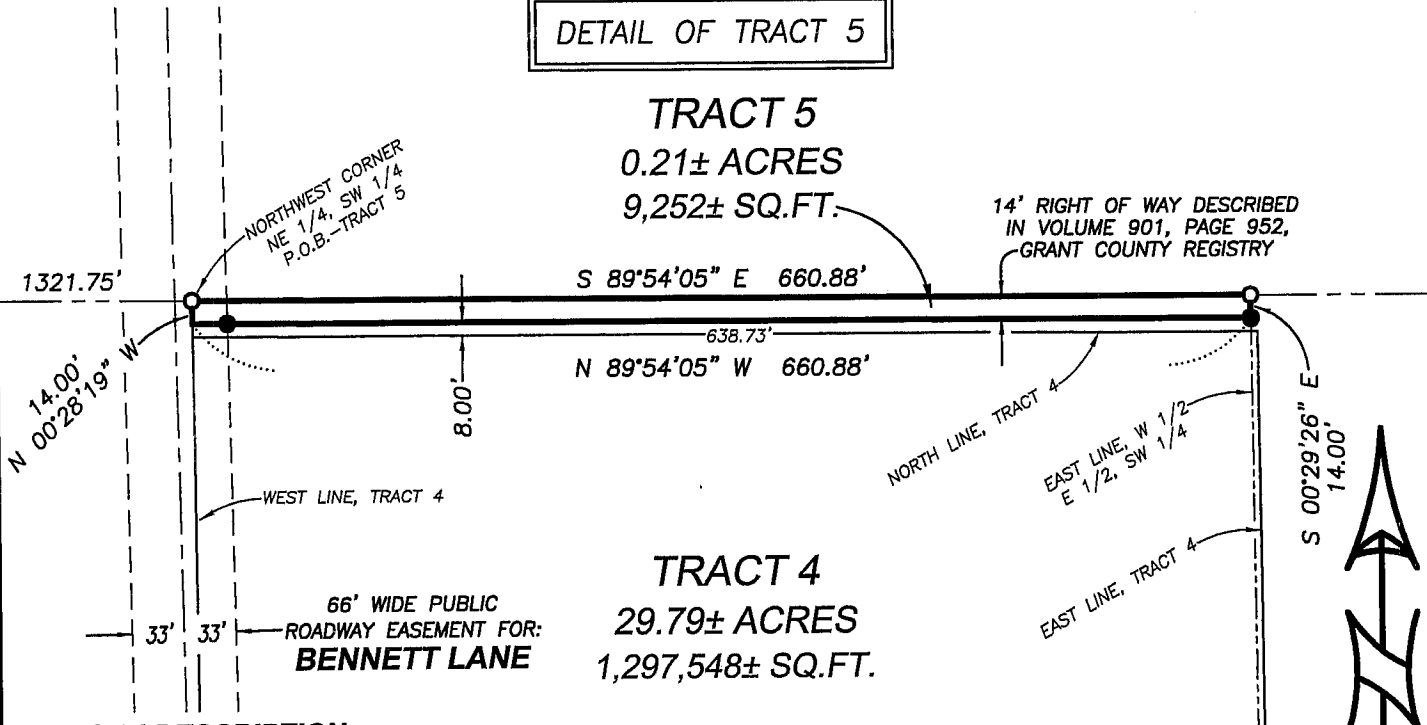 DETAIL OF TRACT 5
TRACT 5
0.21± ACRES
9,252± SQ.FT.
NORTHWEST CORNER
NE 1/4, SW 1/4
P.O.B.-TRACT 5
14' RIGHT OF WAY DESCRIBED
IN VOLUME 901, PAGE 952,
GRANT COUNTY REGISTRY
1321.75'
S 89°54'05" E 660.88'
638.73'
N 89°54'05" W 660.88'
14.00'
N 00°28'19" W
8.00'
NORTH LINE, TRACT 4
EAST LINE, W 1/2
E 1/2, SW 1/4
S 00°29'26" E
14.00'
WEST LINE, TRACT 4
EAST LINE, TRACT 4
TRACT 4
29.79± ACRES
1,297,548± SQ.FT.
66' WIDE PUBLIC
ROADWAY EASEMENT FOR:
BENNETT LANE
33' 33'